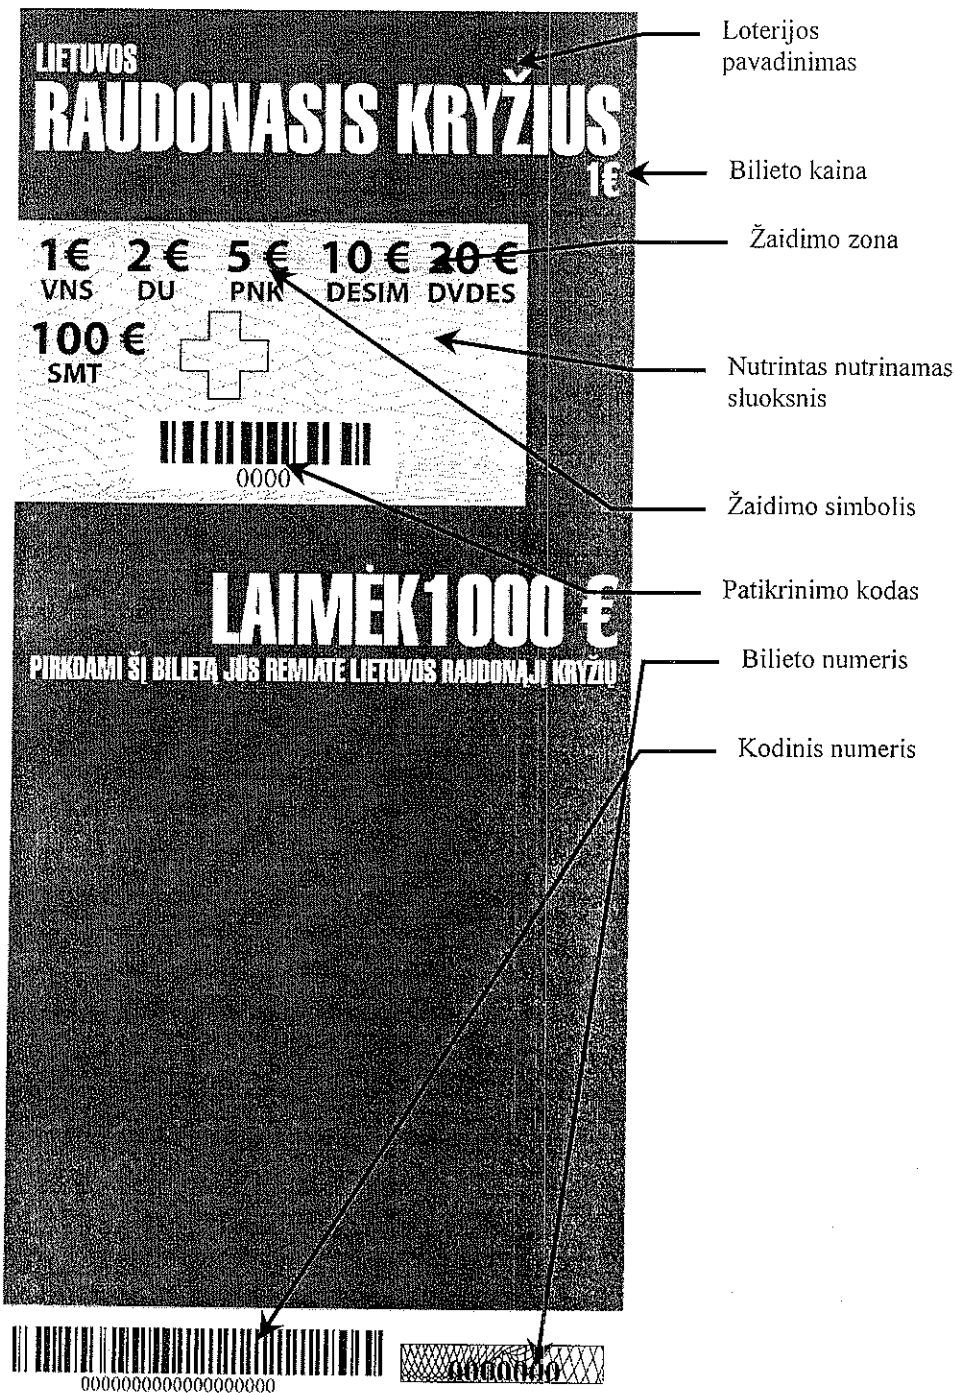 LIETUVOS
RAUDONASIS KRYŽIUS
1€
1€ 2 € 5 € 10 € 20 €
VNS DU PNK DESIM DVDES
100 €
SMT
0000
LAIMĖK1000 €
PIRKDAMI ŠĮ BILIETĄ JŪS REMIATE LIETUVOS RAUDONĄJĮ KRYŽIŲ
00000000000000000000
0000000
Loterijos
pavadinimas
Bilieto kaina
Žaidimo zona
Nutrintas nutrinamas
sluoksnis
Žaidimo simbolis
Patikrinimo kodas
Bilieto numeris
Kodinis numeris